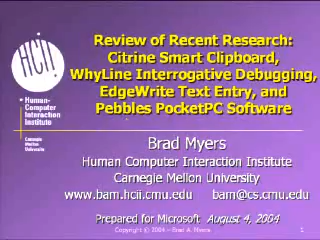 Review of Recent Research:
Citrine Smart Clipboard,
WhyLine Interrogative Debugging,
EdgeWrite Text Entry, and
Pebbles PocketPC Software
HCII!
Human-
Computer
Interaction
Institute
Carnegie
Mellon
University
Brad Myers
Human Computer Interaction Institute
Carnegie Mellon University
www.bam.hcii.cmu.edu bam@cs.cmu.edu
Prepared for Microsoft August 4, 2004
Copyright © 2004 – Brad A. Myers 1